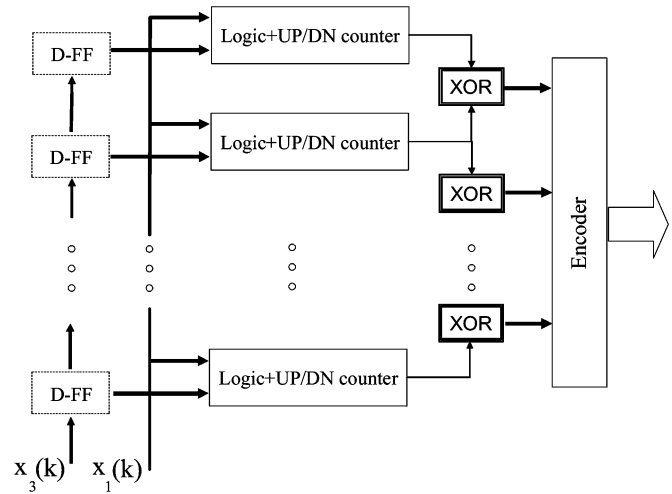 Logic+UP/DN counter
D-FF
XOR
Logic+UP/DN counter
D-FF
XOR
Encoder
XOR
Logic+UP/DN counter
D-FF
x₃(k) x₁(k)